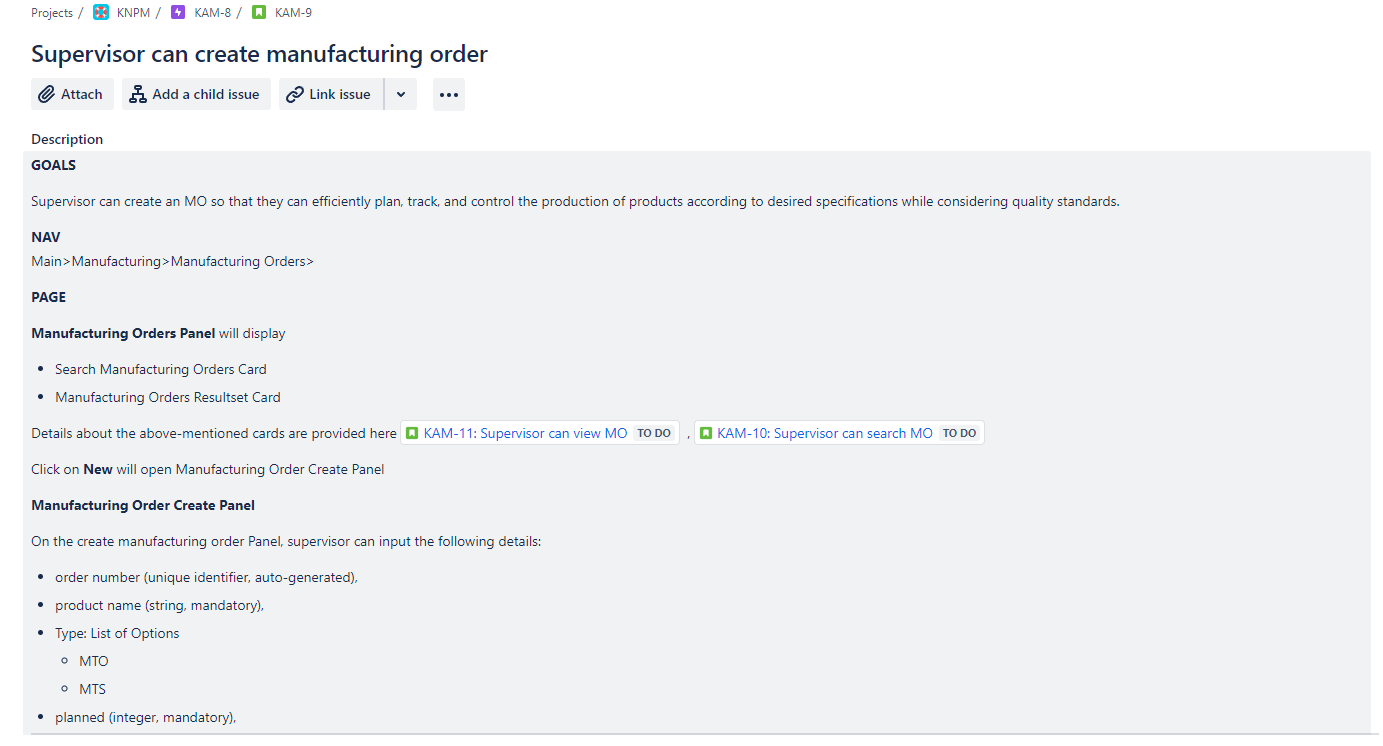 Projects / KNPM / KAM-8 / KAM-9
Supervisor can create manufacturing order
Attach Add a child issue Link issue
Description
GOALS
Supervisor can create an MO so that they can efficiently plan, track, and control the production of products according to desired specifications while considering quality standards.
NAV
Main>Manufacturing>Manufacturing Orders>
PAGE
Manufacturing Orders Panel will display
• Search Manufacturing Orders Card
• Manufacturing Orders Resultset Card
Details about the above-mentioned cards are provided here KAM-11: Supervisor can view MO TO DO , KAM-10: Supervisor can search MO TO DO
Click on New will open Manufacturing Order Create Panel
Manufacturing Order Create Panel
On the create manufacturing order Panel, supervisor can input the following details:
• order number (unique identifier, auto-generated),
• product name (string, mandatory),
• Type: List of Options
◦ MTO
◦ MTS
• planned (integer, mandatory),